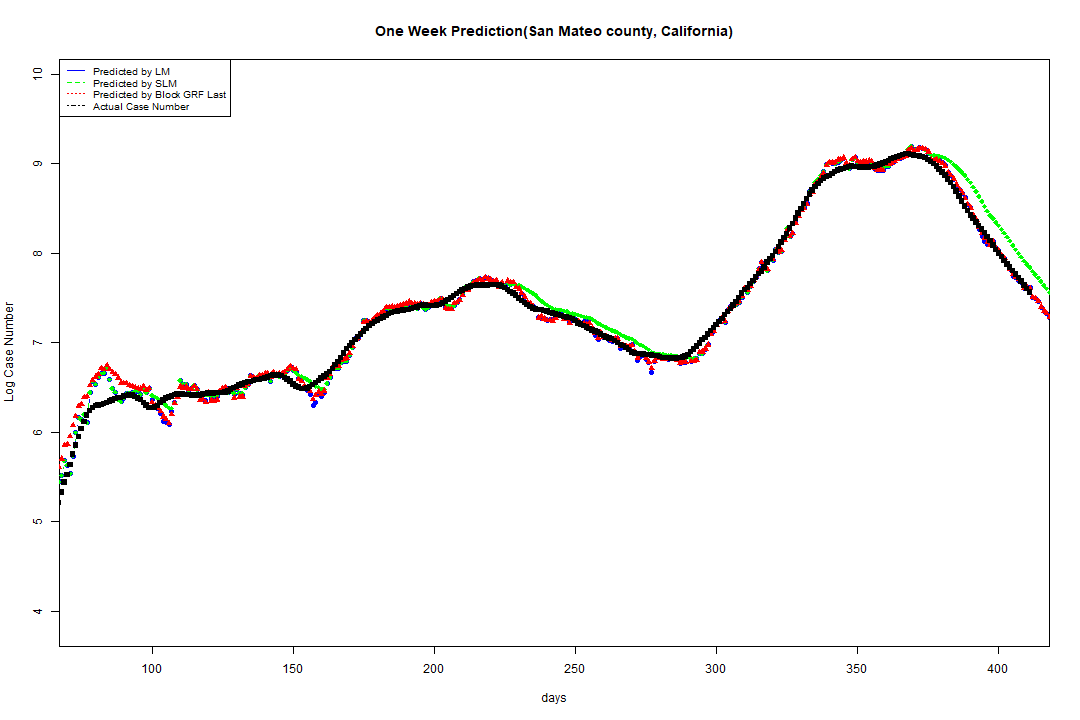 One Week Prediction(San Mateo county, California)
Predicted by LM
Predicted by SLM
Predicted by Block GRF Last
Actual Case Number
Log Case Number
10
9
8
7
6
5
4
100 150 200 250 300 350 400
days